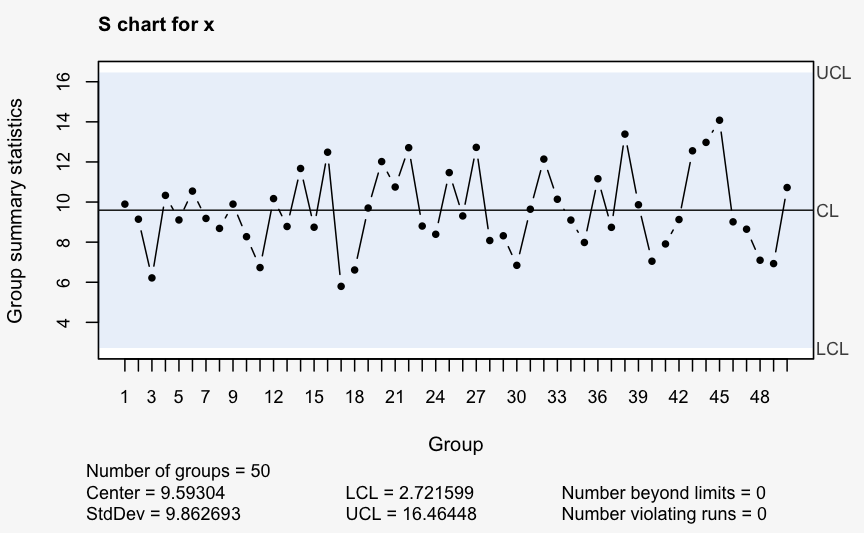 S chart for x
Group summary statistics
16
14
12
10
8
6
4
UCL
CL
LCL
1 3 5 7 9 12 15 18 21 24 27 30 33 36 39 42 45 48
Group
Number of groups = 50
Center = 9.59304 LCL = 2.721599 Number beyond limits = 0
StdDev = 9.862693 UCL = 16.46448 Number violating runs = 0